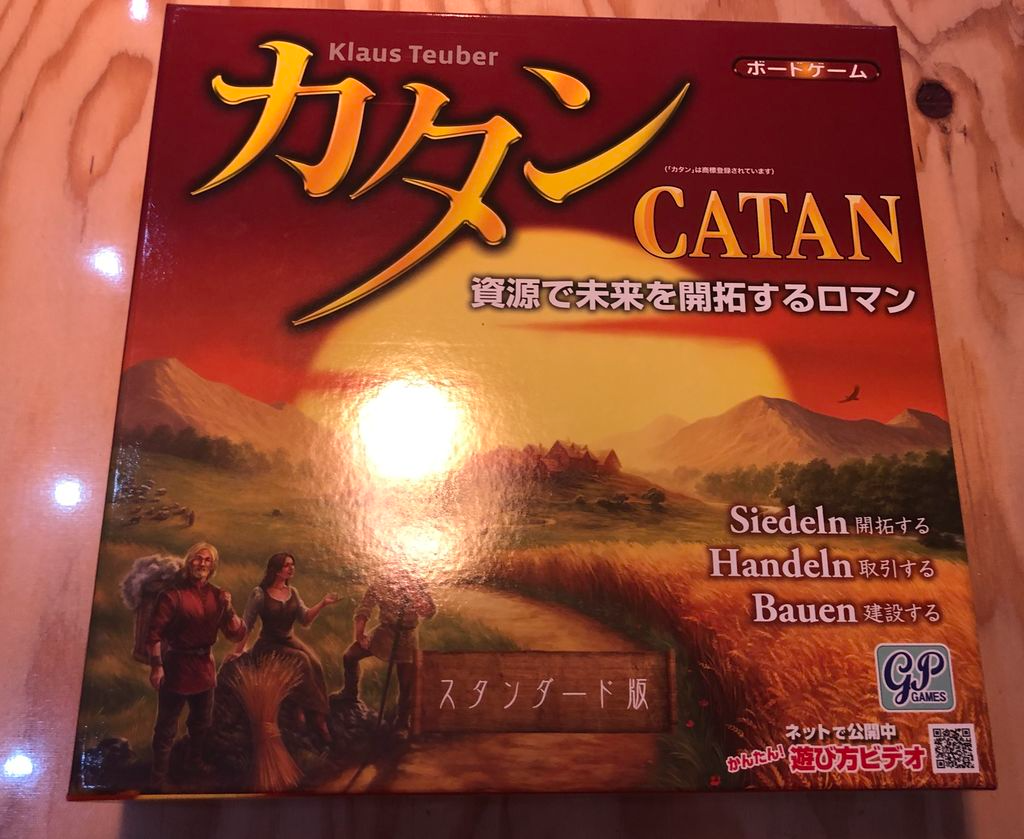 Klaus Teuber
カタン
ボードゲーム
(「カタン」は商標登録されています)
CATAN
資源で未来を開拓するロマン
Siedeln 開拓する
Handeln 取引する
Bauen 建設する
スタンダード版
GP
GAMES
ネットで公開中
かんたん! 遊び方ビデオ